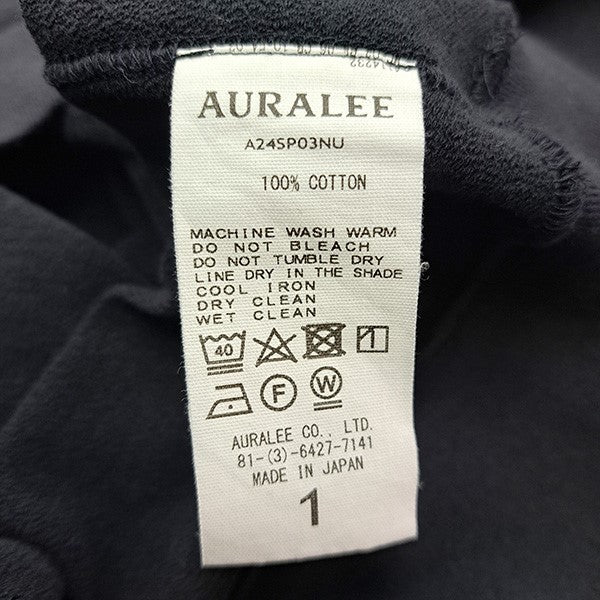 AURALEE
A24SP03NU
100% COTTON
MACHINE WASH WARM
DO NOT BLEACH
DO NOT TUMBLE DRY
LINE DRY IN THE SHADE
COOL IRON
DRY CLEAN
WET CLEAN
40
F W
AURALEE CO., LTD.
81-(3)-6427-7141
MADE IN JAPAN
1